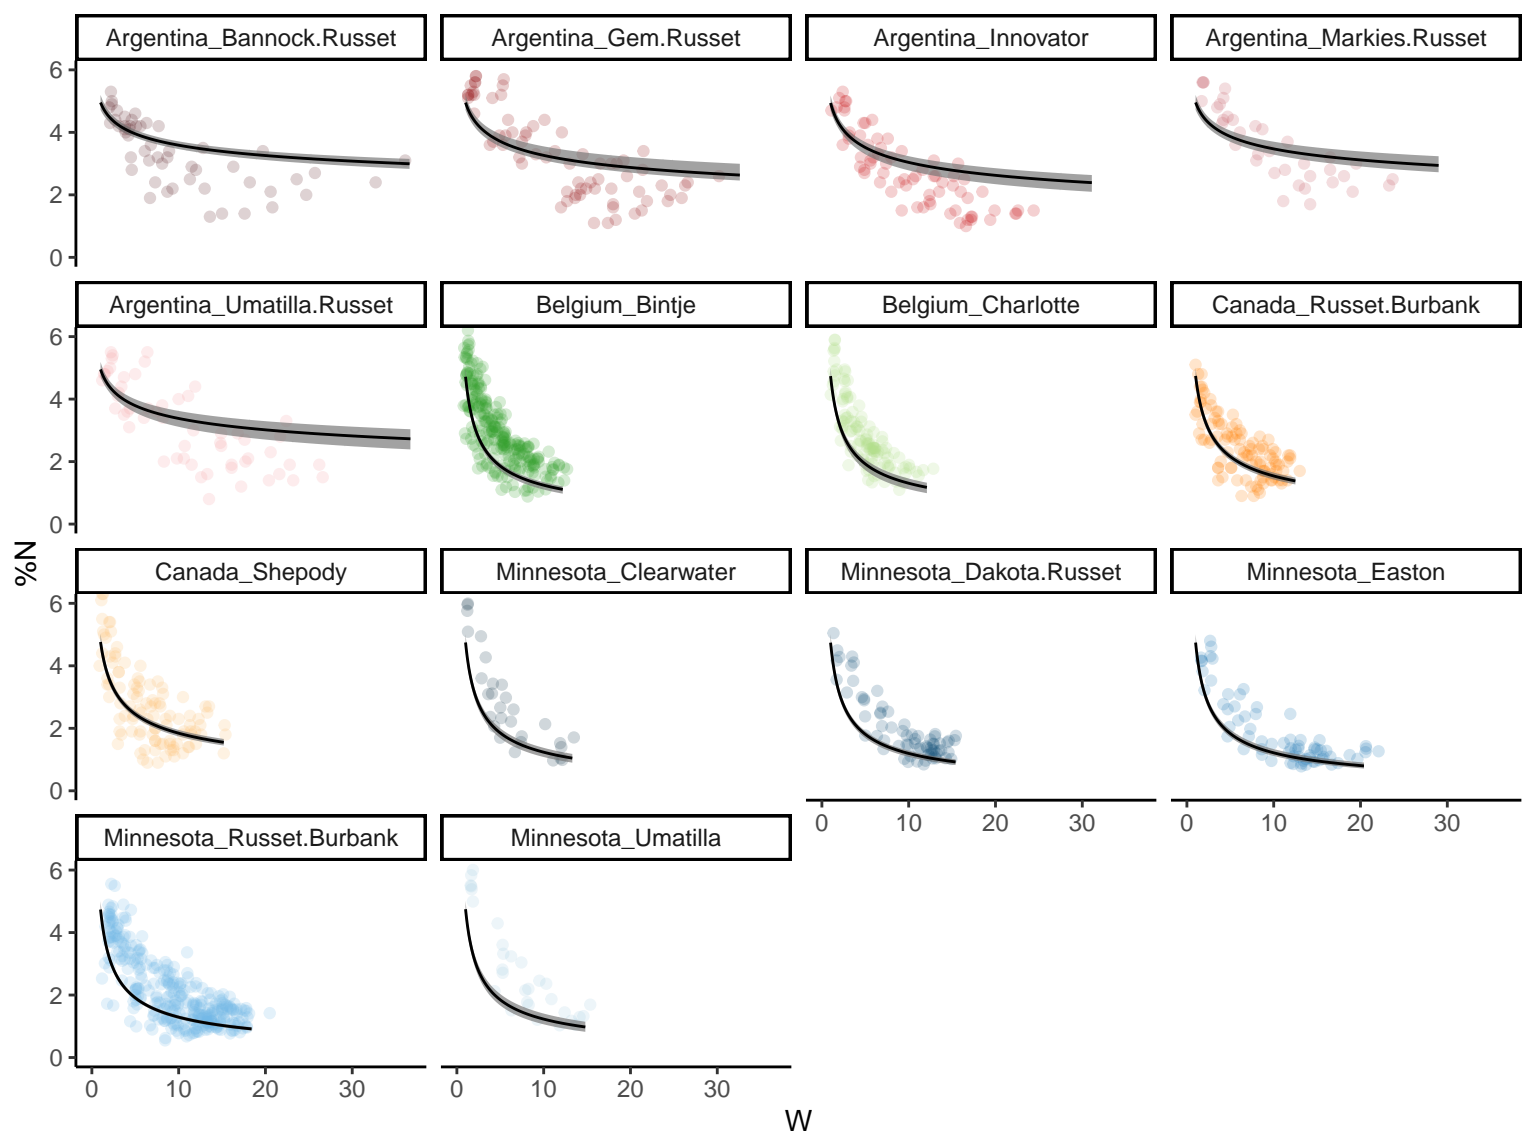 Argentina_Bannock.Russet
Argentina_Gem.Russet
Argentina_Innovator
Argentina_Markies.Russet
6
4
2
0
Argentina_Umatilla.Russet
Belgium_Bintje
Belgium_Charlotte
Canada_Russet.Burbank
6
4
2
0
%N
Canada_Shepody
Minnesota_Clearwater
Minnesota_Dakota.Russet
Minnesota_Easton
6
4
2
0
0 10 20 30
0 10 20 30
Minnesota_Russet.Burbank
Minnesota_Umatilla
6
4
2
0
0 10 20 30
0 10 20 30
W